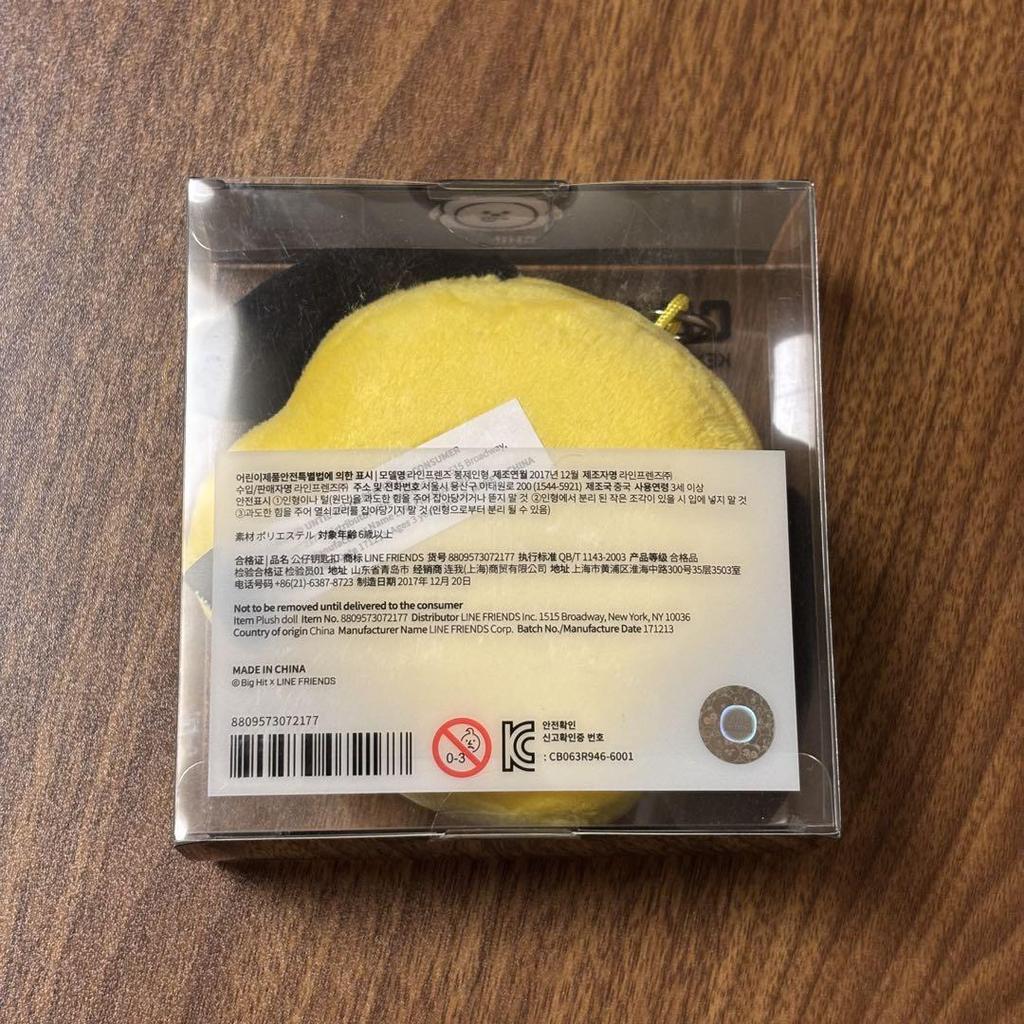 어린이제품안전특별법에 의한 표시 | 모델명 라인프렌즈 봉제인형 제조연월 2017년 12월 제조자명 라인프렌즈㈜
수입/판매자명 라인프렌즈㈜ 주소 및 전화번호 서울시 용산구 이태원로 200 (1544-5921) 제조국 중국 사용연령 3세 이상
안전표시 ①인형이나 털(원단)을 과도한 힘을 주어 잡아당기거나 뜯지 말 것 ②인형에서 분리 된 작은 조각이 있을 시 입에 넣지 말 것
③과도한 힘을 주어 열쇠고리를 잡아당기지 말 것 (인형으로부터 분리 될 수 있음)
素材 ポリエステル 対象年齢 6歳以上
合格证 | 品名 公仔钥匙扣 商标 LINE FRIENDS 货号 8809573072177 执行标准 QB/T 1143-2003 产品等级 合格品
检验合格证 检验员01 地址 山东省青岛市 经销商 连我(上海)商贸有限公司 地址 上海市黄浦区淮海中路300号35层3503室
电话号码 +86(21)-6387-8723 制造日期 2017年 12月 20日
Not to be removed until delivered to the consumer
Item Plush doll Item No. 8809573072177 Distributor LINE FRIENDS Inc. 1515 Broadway, New York, NY 10036
Country of origin China Manufacturer Name LINE FRIENDS Corp. Batch No./Manufacture Date 171213
MADE IN CHINA
© Big Hit X LINE FRIENDS
8809573072177
0-3
안전확인
신고확인증 번호
: CB063R946-6001
CONSUMER
1515 Broadway,
CHINA